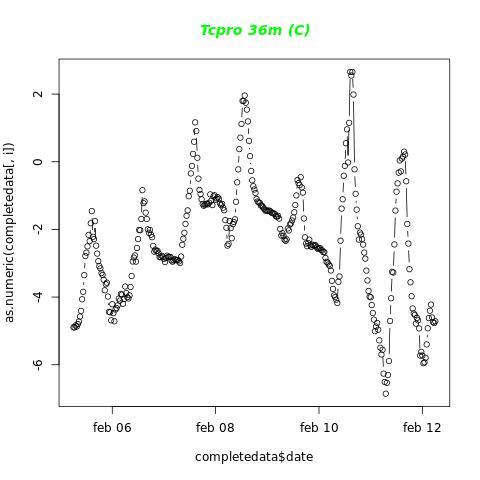 Tcpro 36m (C)
as.numeric(completedata[, i])
2
0
-2
-4
-6
feb 06
feb 08
feb 10
feb 12
completedata$date